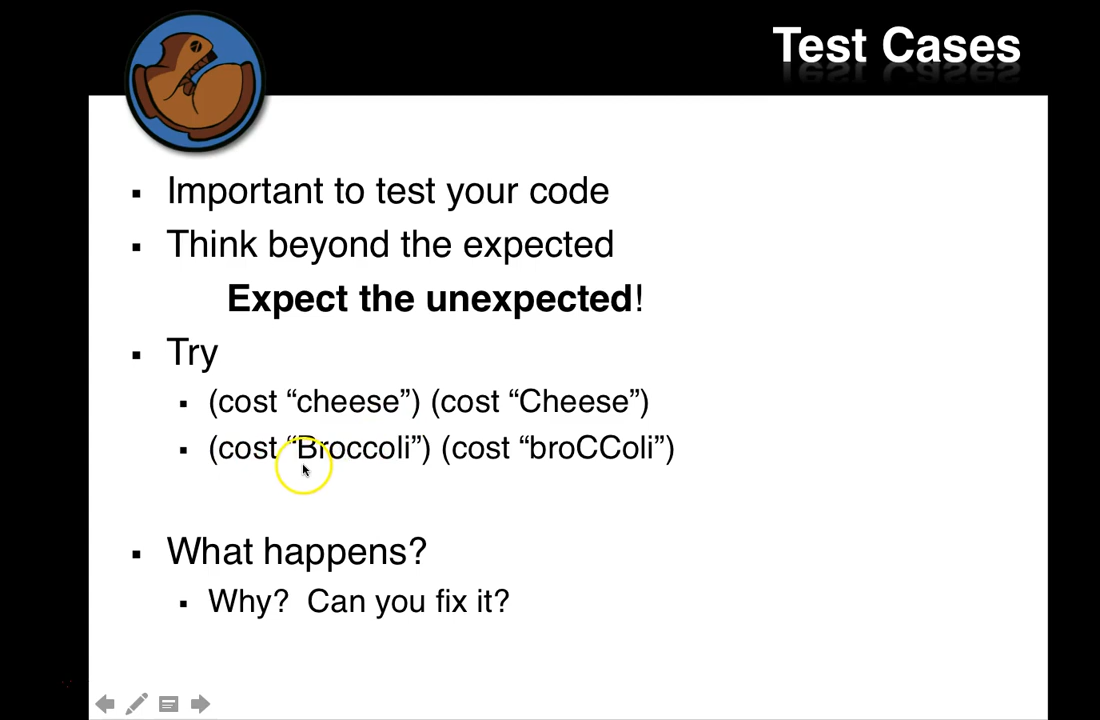 Test Cases
▪ Important to test your code
▪ Think beyond the expected
Expect the unexpected!
▪ Try
▪ (cost “cheese”) (cost “Cheese”)
▪ (cost “Broccoli”) (cost “broCColi”)
▪ What happens?
▪ Why? Can you fix it?